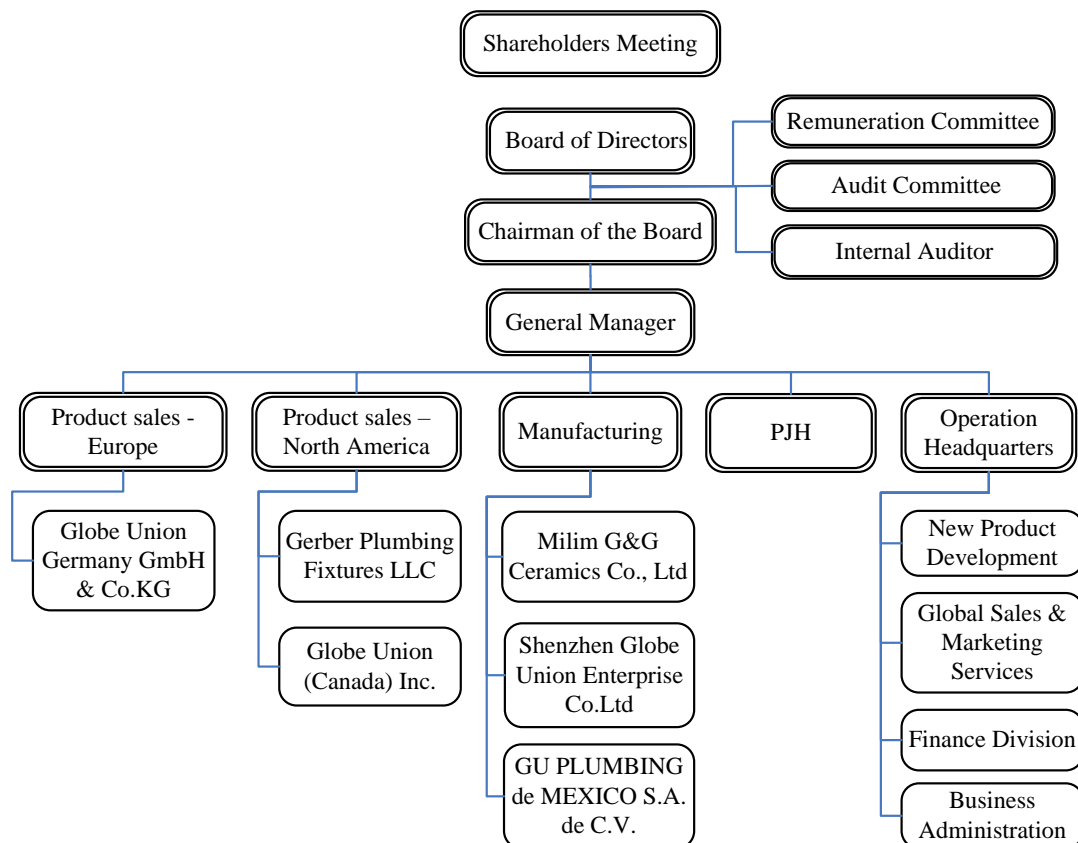 Shareholders Meeting
Board of Directors
Remuneration Committee
Audit Committee
Chairman of the Board
Internal Auditor
General Manager
Product sales -
Europe
Product sales –
North America
Manufacturing
PJH
Operation
Headquarters
Globe Union
Germany GmbH
& Co.KG
Gerber Plumbing
Fixtures LLC
Globe Union
(Canada) Inc.
Milim G&G
Ceramics Co., Ltd
Shenzhen Globe
Union Enterprise
Co.Ltd
GU PLUMBING
de MEXICO S.A.
de C.V.
New Product
Development
Global Sales &
Marketing
Services
Finance Division
Business
Administration